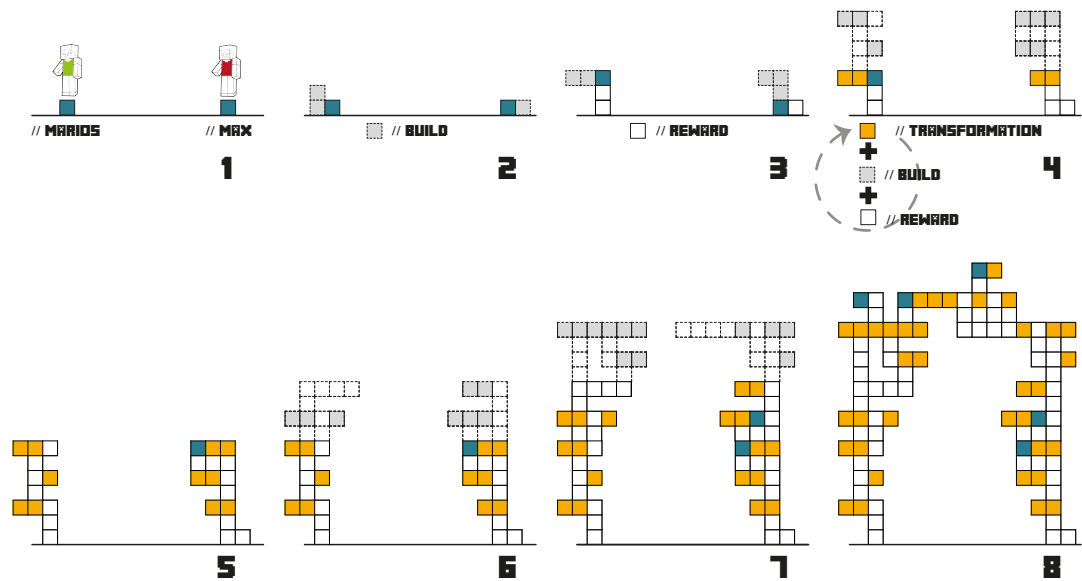 // MARIOS
// MAX
1
// BUILD
2
// REWARD
3
// TRANSFORMATION
+
// BUILD
+
// REWARD
4
5
6
7
8